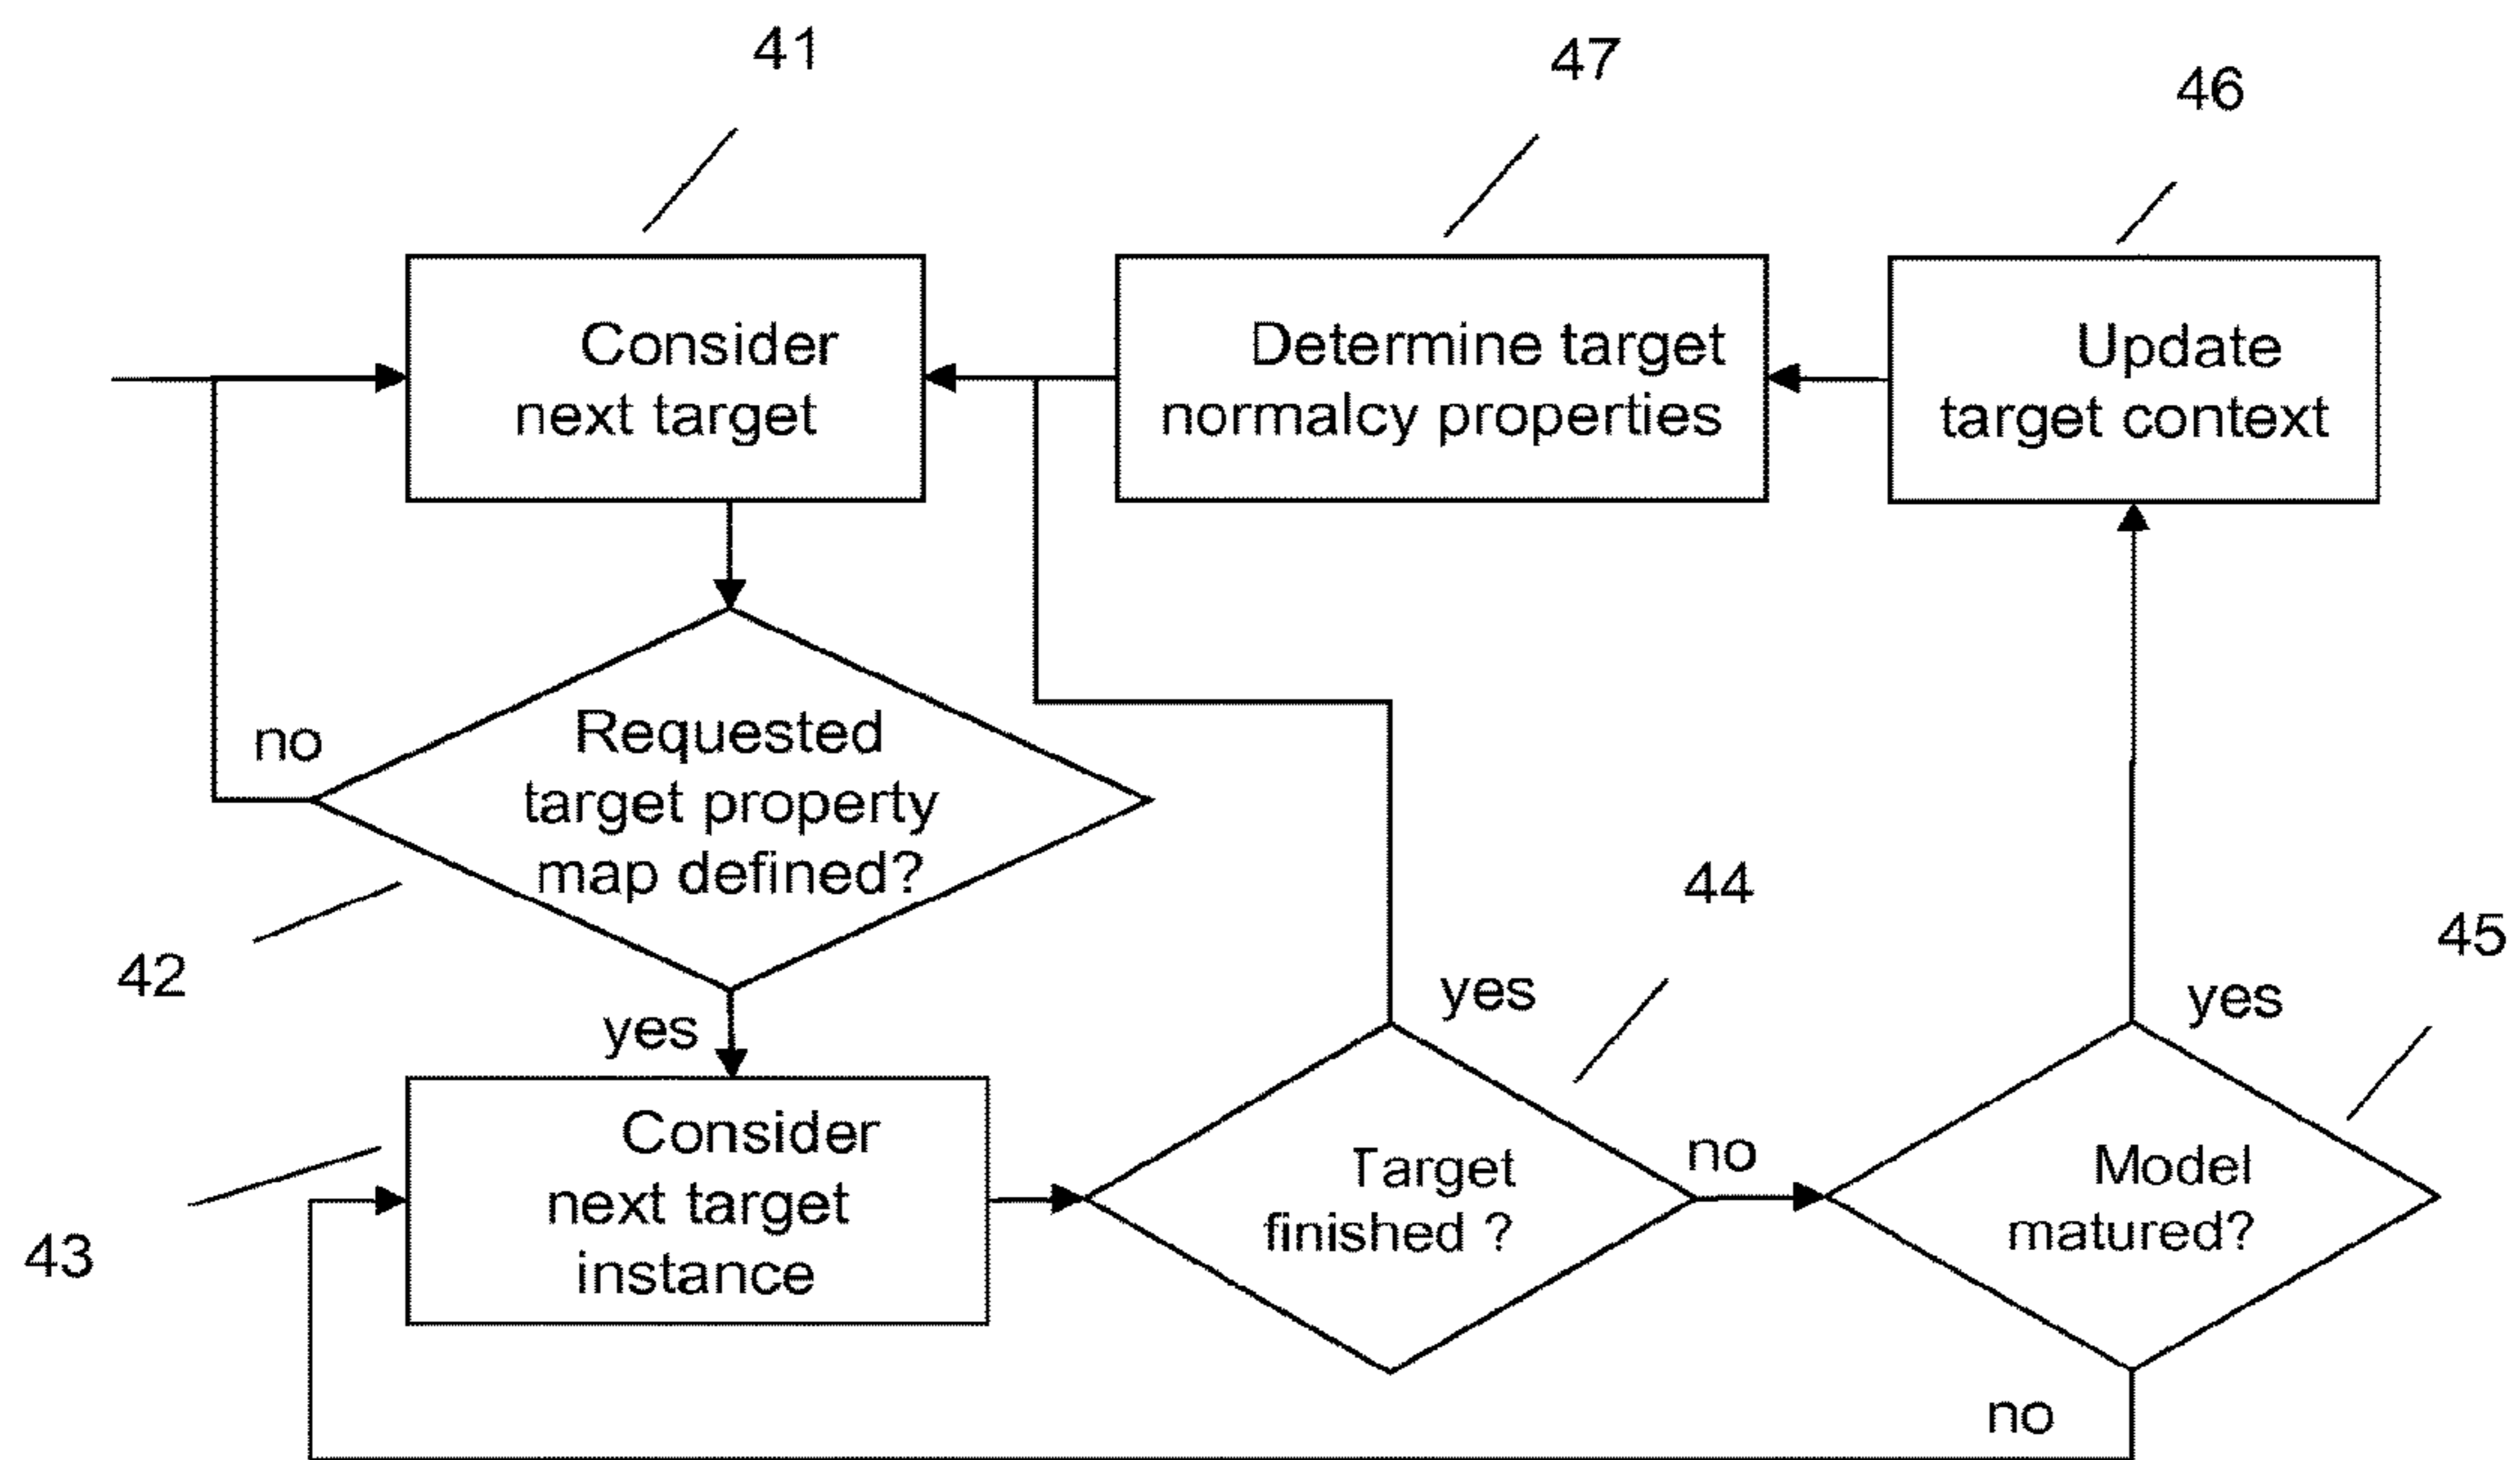 41
47
46
Consider
next target
Determine target
normalcy properties
Update
target context
no
Requested
target property
map defined?
42
yes
44
45
yes
yes
43
Consider
next target
instance
Target
finished ?
no
Model
matured?
no